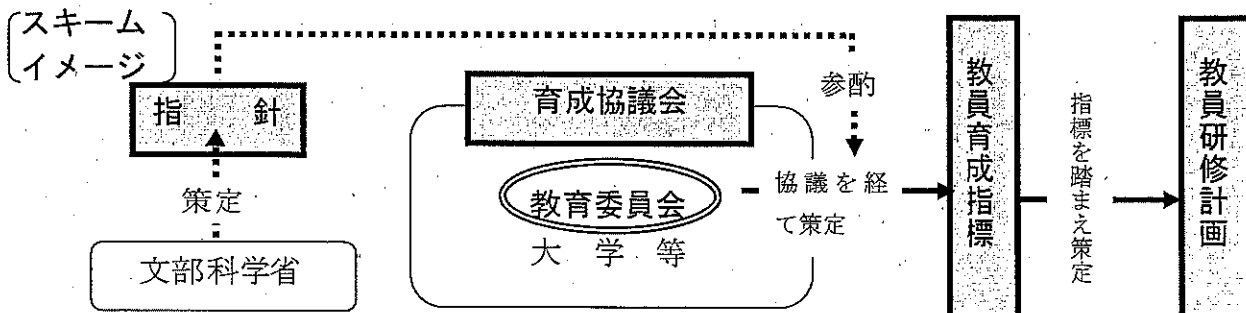 スキーム
イメージ
指針
策定
文部科学省
育成協議会
教育委員会
大学等
参酌
協議を経
て策定
教員育成指標
指標を踏まえ策定
教員研修計画